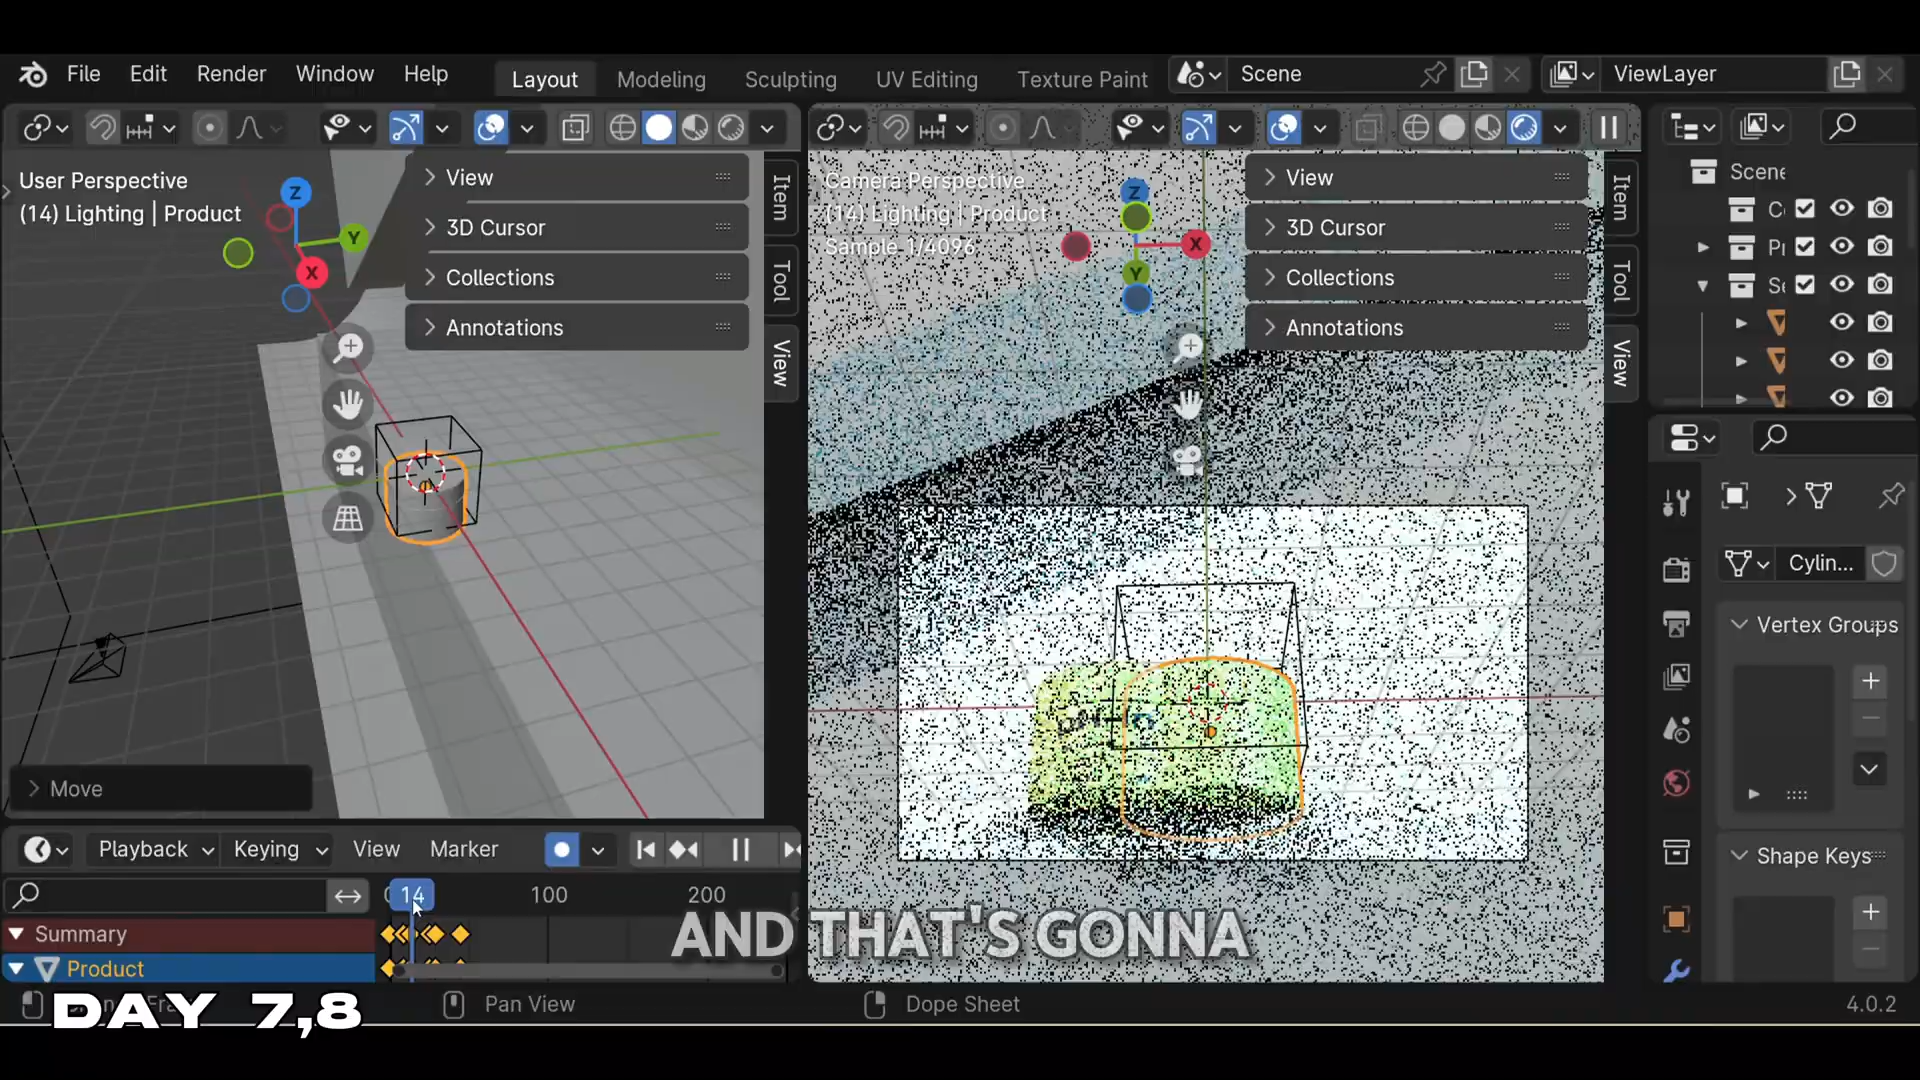 File Edit Render Window Help Layout Modeling Sculpting UV Editing Texture Paint Scene ViewLayer
User Perspective
(14) Lighting | Product
Z
Y
X
View
3D Cursor
Collections
Annotations
Item
Tool
View
Move
Camera Perspective
(14) Lighting | Product
Sample 1/4096
Z
X
Y
View
3D Cursor
Collections
Annotations
Item
Tool
View
Scene
Cylin...
Vertex Groups
Shape Keys
Playback Keying View Marker
14 100 200
Summary
Product
AND THAT'S GONNA
DAY 7,8
Pan View
Dope Sheet
4.0.2